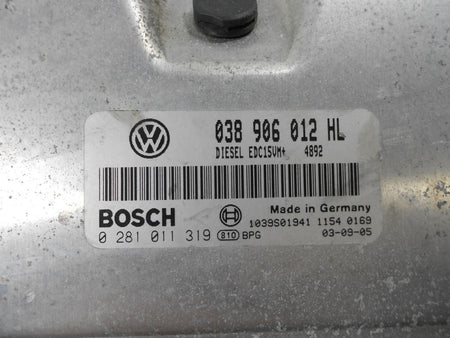 038 906 012 HL
DIESEL EDC15VM+ 4892
BOSCH
Made in Germany
1039S01941 1154 0169
0 281 011 319 810 BPG 03-09-05